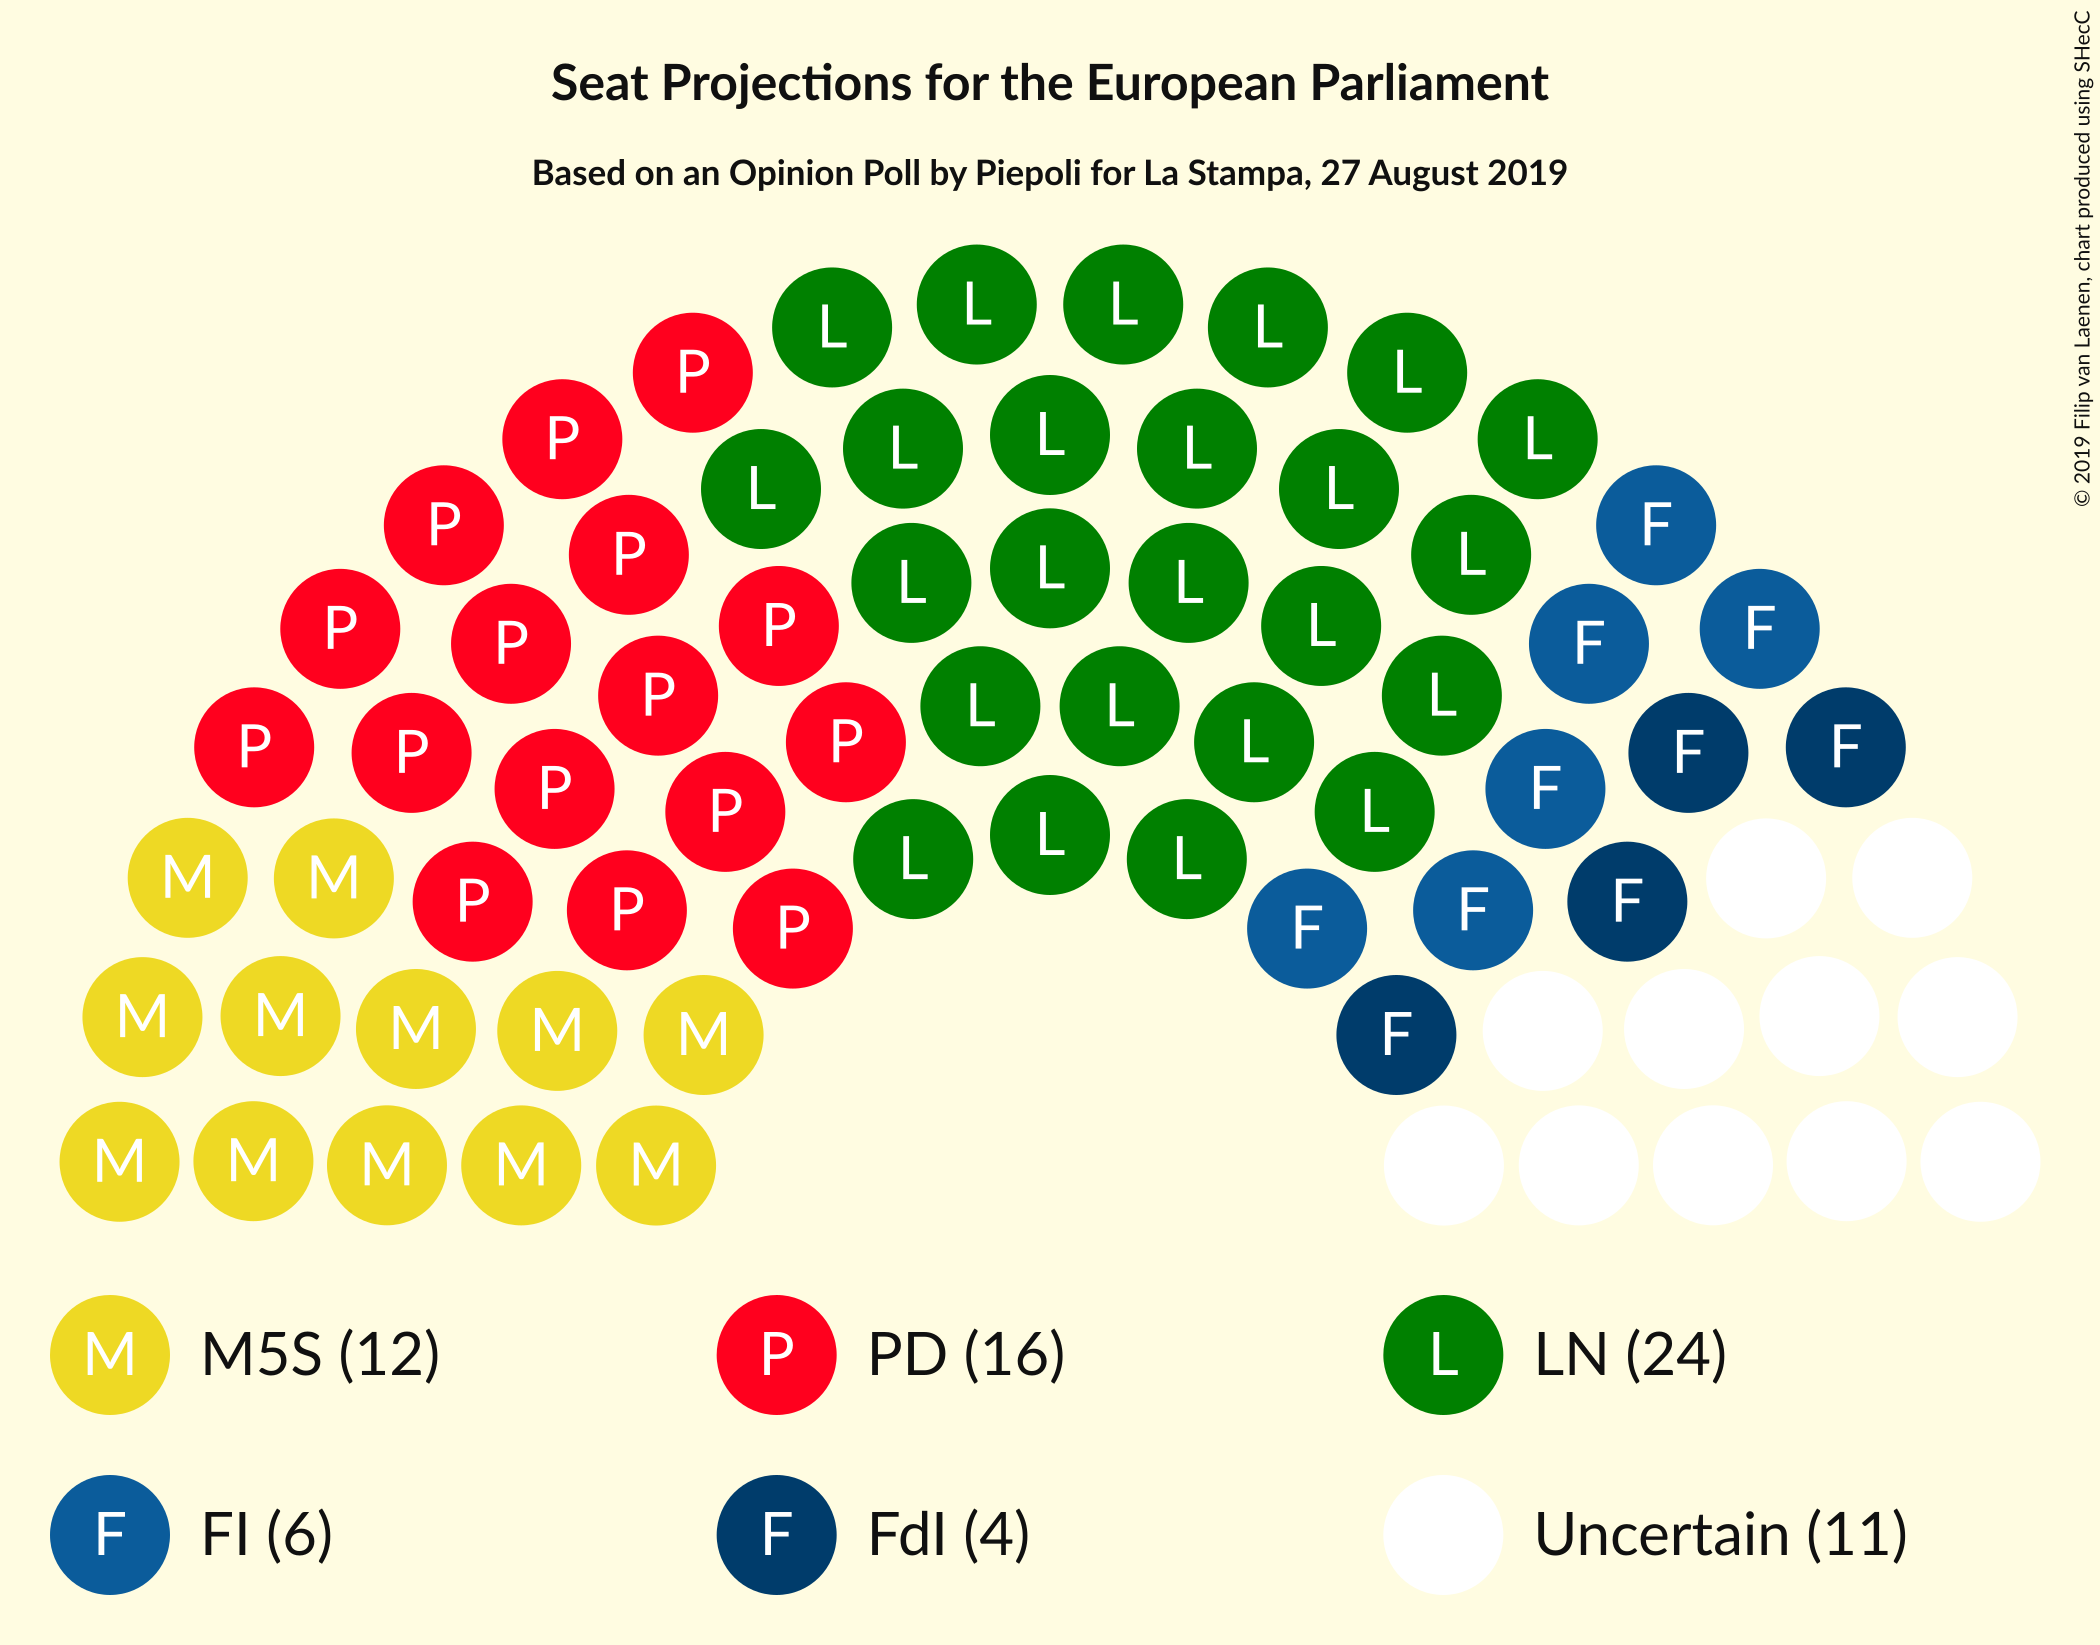 Seat Projections for the European Parliament
Based on an Opinion Poll by Piepoli for La Stampa, 27 August 2019
© 2019 Filip van Laenen, chart produced using SHecC
L L L L
P L
P L
L L L
P L L F
P L
L L L
P P L F
P F
P L
L L
P L
P P L F F
P F
P L
L L L
M M P P P F F F
M M M M M F
M M M M M
M M5S (12)
P PD (16)
L LN (24)
F FI (6)
F FdI (4)
Uncertain (11)